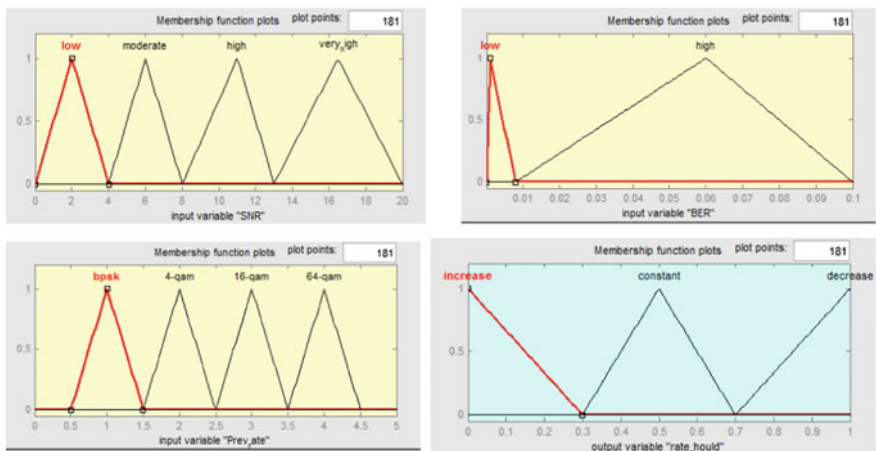 Membership function plots plot points: 181
low moderate high very_high
1
0.5
0
0 2 4 6 8 10 12 14 16 18 20
input variable "SNR"
Membership function plots plot points: 181
low high
1
0.5
0
0.01 0.02 0.03 0.04 0.05 0.06 0.07 0.08 0.09 0.1
input variable "BER"
Membership function plots plot points: 181
bpsk 4-qam 16-qam 64-qam
1
0.5
0
0 0.5 1 1.5 2 2.5 3 3.5 4 4.5 5
input variable "Prev_rate"
Membership function plots plot points: 181
increase constant decrease
1
0.5
0
0 0.1 0.2 0.3 0.4 0.5 0.6 0.7 0.8 0.9 1
output variable "rate_hould"